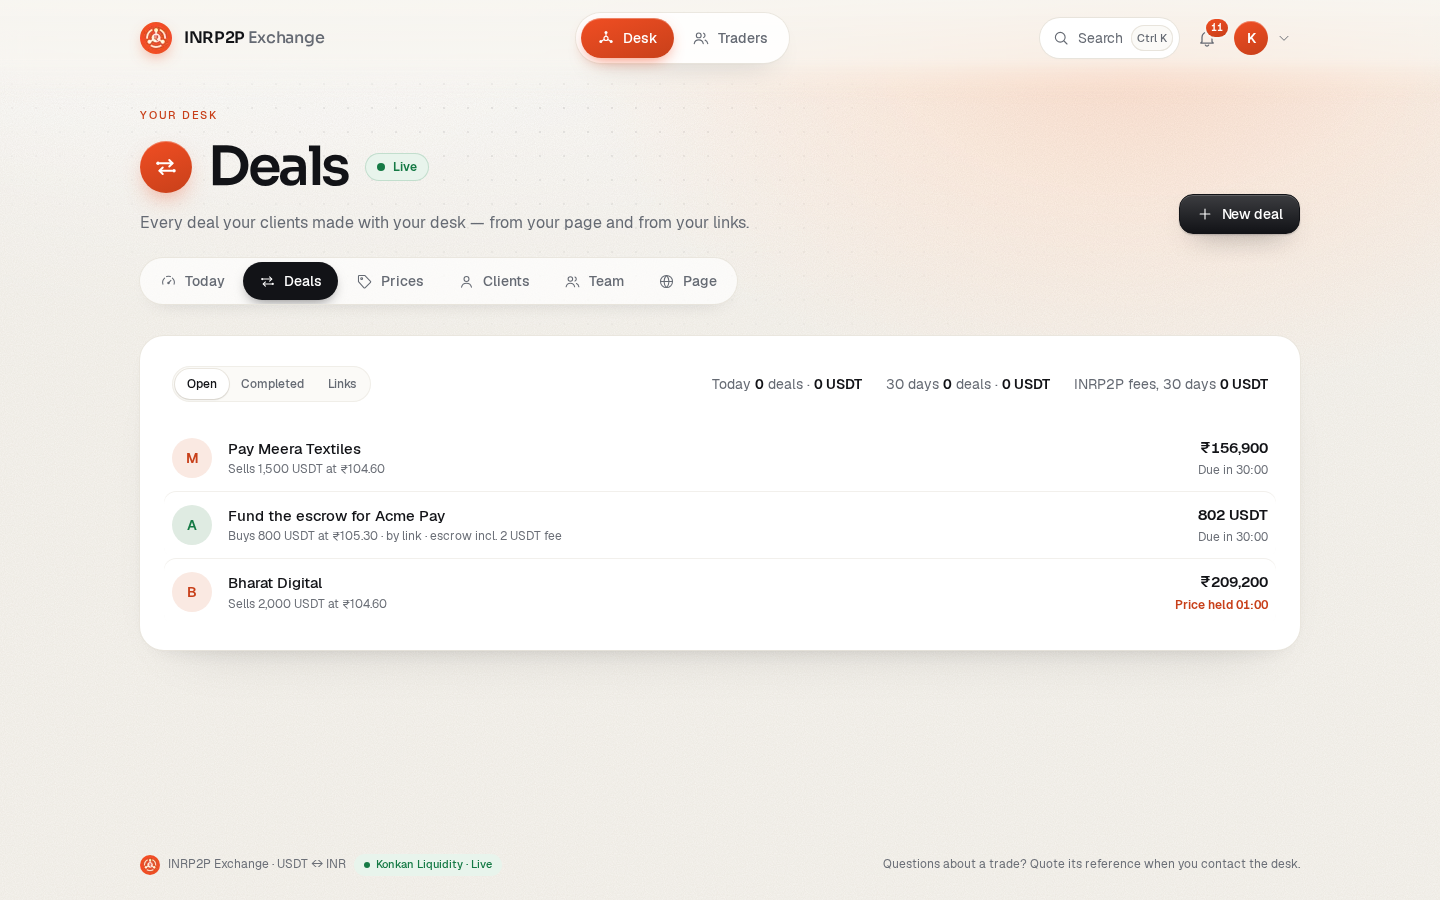 INRP2P Exchange
Desk
Traders
Search Ctrl K
11
K
YOUR DESK
Deals
Live
Every deal your clients made with your desk — from your page and from your links.
New deal
Today
Deals
Prices
Clients
Team
Page
Open
Completed
Links
Today 0 deals · 0 USDT
30 days 0 deals · 0 USDT
INRP2P fees, 30 days 0 USDT
M
Pay Meera Textiles
₹156,900
Sells 1,500 USDT at ₹104.60
Due in 30:00
A
Fund the escrow for Acme Pay
802 USDT
Buys 800 USDT at ₹105.30 · by link · escrow incl. 2 USDT fee
Due in 30:00
B
Bharat Digital
₹209,200
Sells 2,000 USDT at ₹104.60
Price held 01:00
INRP2P Exchange · USDT ↔ INR
Konkan Liquidity · Live
Questions about a trade? Quote its reference when you contact the desk.